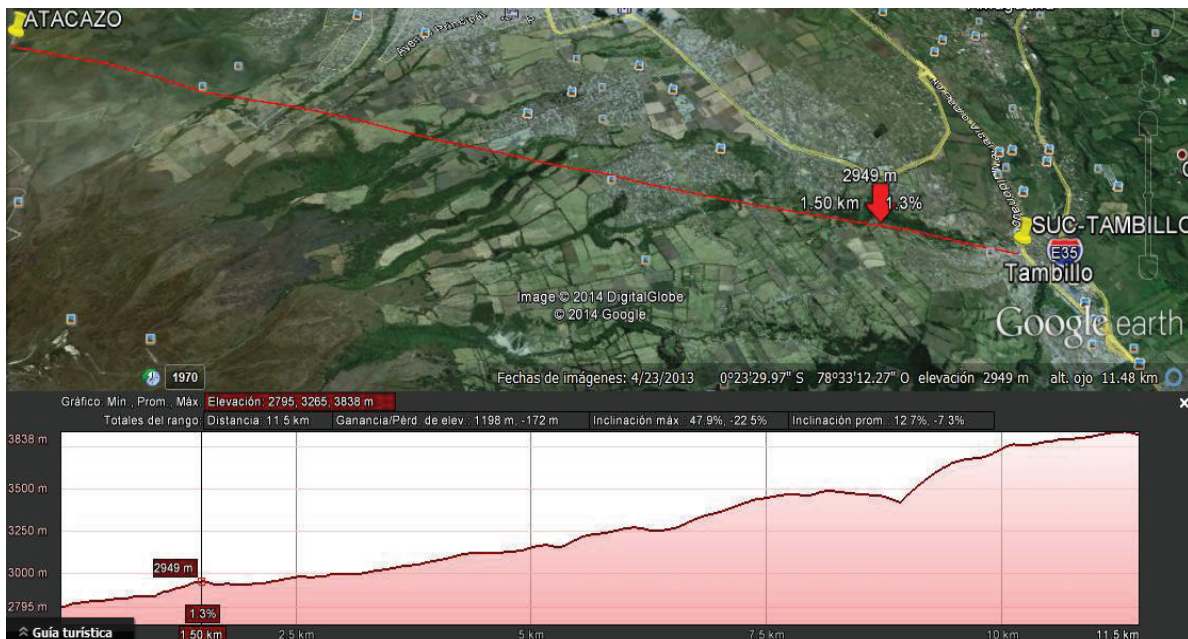 ATACAZO
2949 m
1.50 km 1.3%
SUC-TAMBILLO
E35
Tambillo
Image © 2014 DigitalGlobe
© 2014 Google
Google earth
1970
Fechas de imágenes: 4/23/2013 0°23'29.97" S 78°33'12.27" O elevación 2949 m alt. ojo 11.48 km
Gráfico: Mín., Prom., Máx. Elevación: 2795, 3265, 3838 m
Totales del rango: Distancia: 11.5 km Ganancia/Pérd. de elev.: 1198 m, -172 m Inclinación máx.: 47.9%, -22.5% Inclinación prom.: 12.7%, -7.3%
3838 m
3500 m
3250 m
3000 m
2795 m
2949 m
1.3%
Guía turística
1.50 km 2.5 km 5 km 7.5 km 10 km 11.5 km